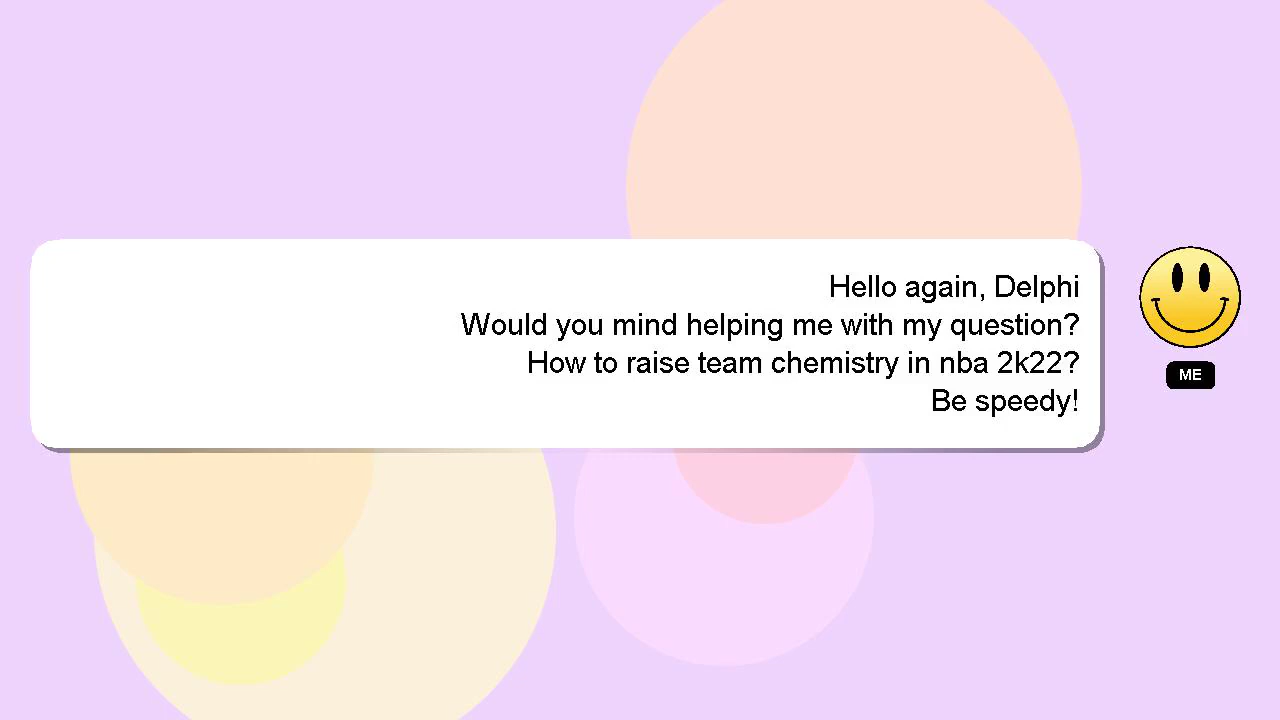 Hello again, Delphi
Would you mind helping me with my question?
How to raise team chemistry in nba 2k22?
Be speedy!
ME